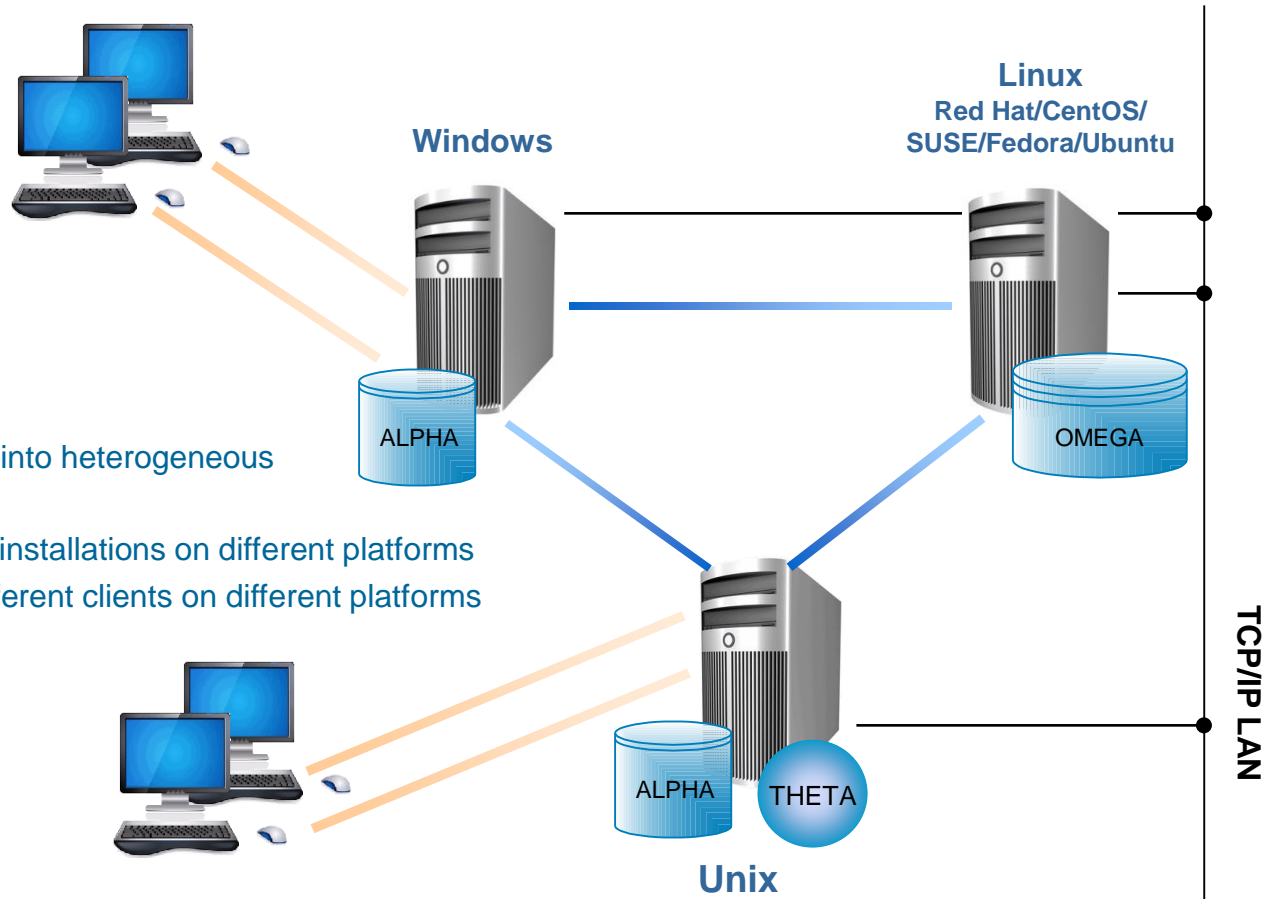 Linux
Red Hat/CentOS/
SUSE/Fedora/Ubuntu
Windows
ALPHA
OMEGA
into heterogeneous
installations on different platforms
erent clients on different platforms
TCP/IP LAN
ALPHA
THETA
Unix